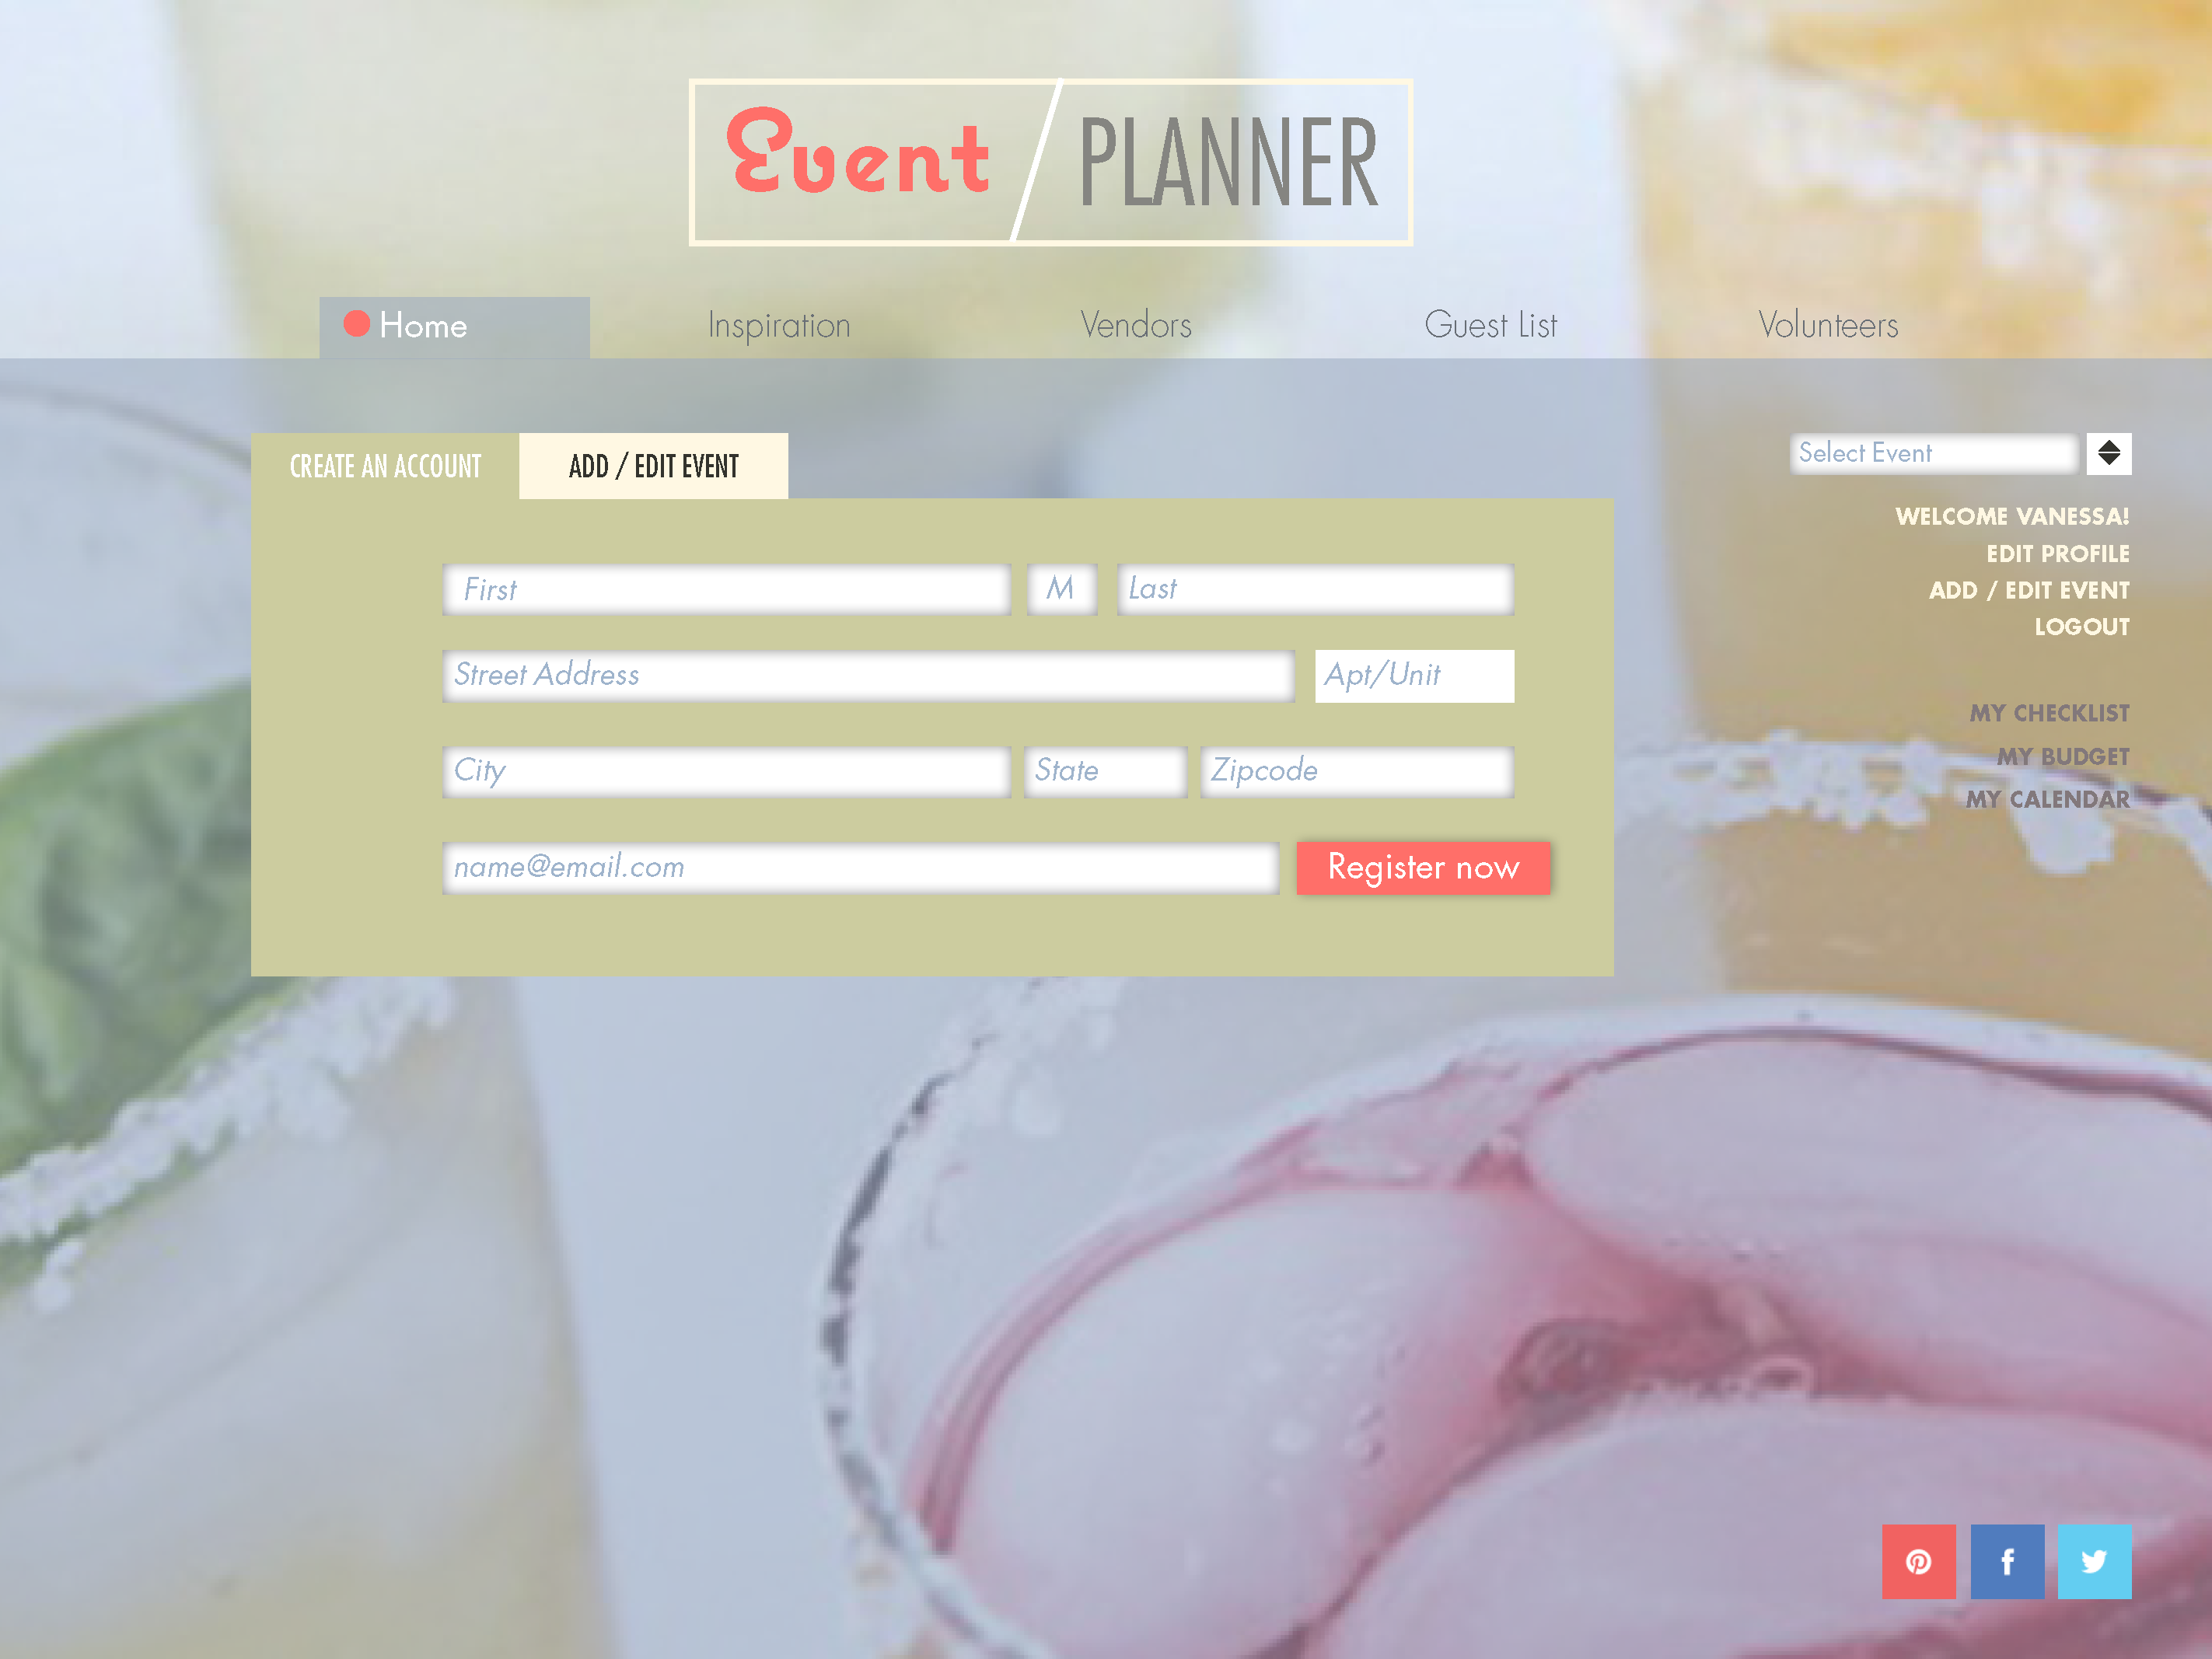 Event / PLANNER
Home Inspiration Vendors Guest List Volunteers
CREATE AN ACCOUNT ADD / EDIT EVENT
First M Last
Street Address Apt/Unit
City State Zipcode
name@email.com Register now
Select Event
WELCOME VANESSA!
EDIT PROFILE
ADD / EDIT EVENT
LOGOUT
MY CHECKLIST
MY BUDGET
MY CALENDAR